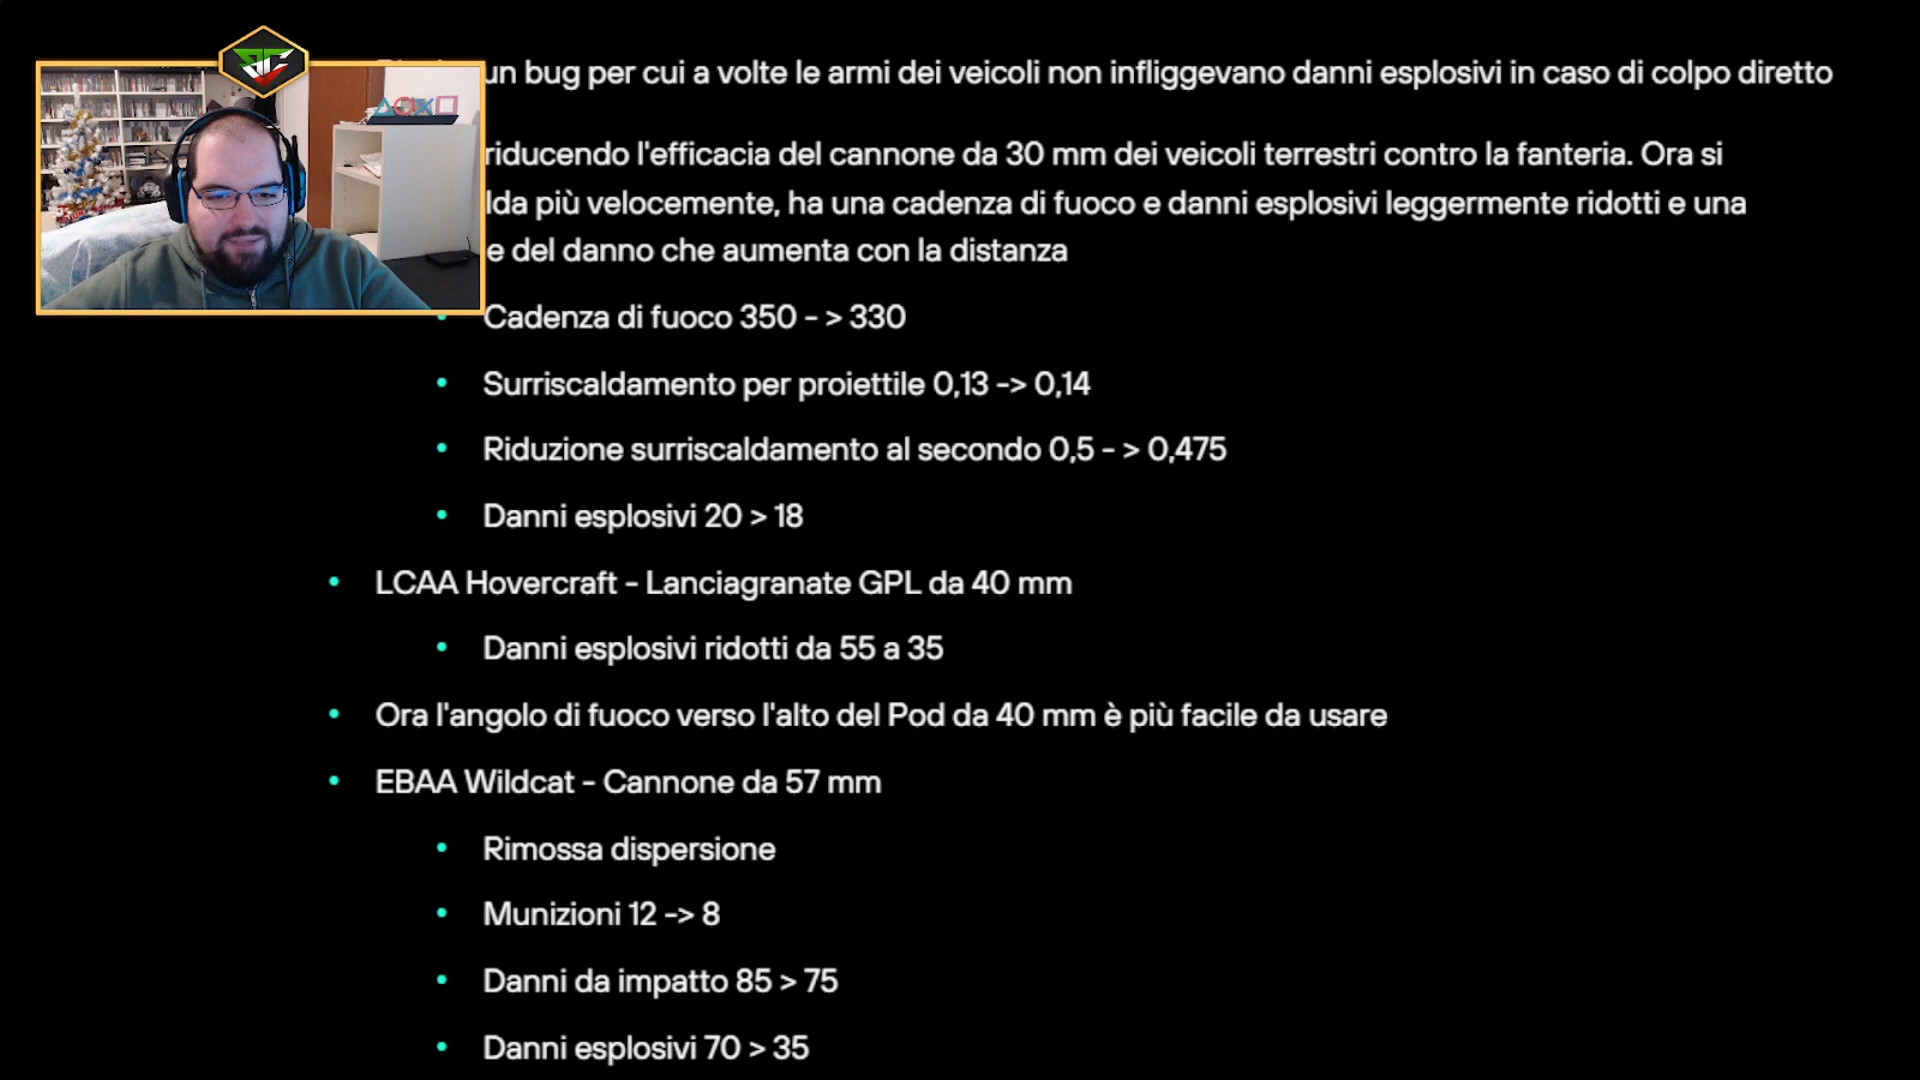 un bug per cui a volte le armi dei veicoli non infliggevano danni esplosivi in caso di colpo diretto
riducendo l'efficacia del cannone da 30 mm dei veicoli terrestri contro la fanteria. Ora si
lda più velocemente, ha una cadenza di fuoco e danni esplosivi leggermente ridotti e una
e del danno che aumenta con la distanza
• Cadenza di fuoco 350 - > 330
• Surriscaldamento per proiettile 0,13 -> 0,14
• Riduzione surriscaldamento al secondo 0,5 - > 0,475
• Danni esplosivi 20 > 18
• LCAA Hovercraft - Lanciagranate GPL da 40 mm
• Danni esplosivi ridotti da 55 a 35
• Ora l'angolo di fuoco verso l'alto del Pod da 40 mm è più facile da usare
• EBAA Wildcat - Cannone da 57 mm
• Rimossa dispersione
• Munizioni 12 -> 8
• Danni da impatto 85 > 75
• Danni esplosivi 70 > 35